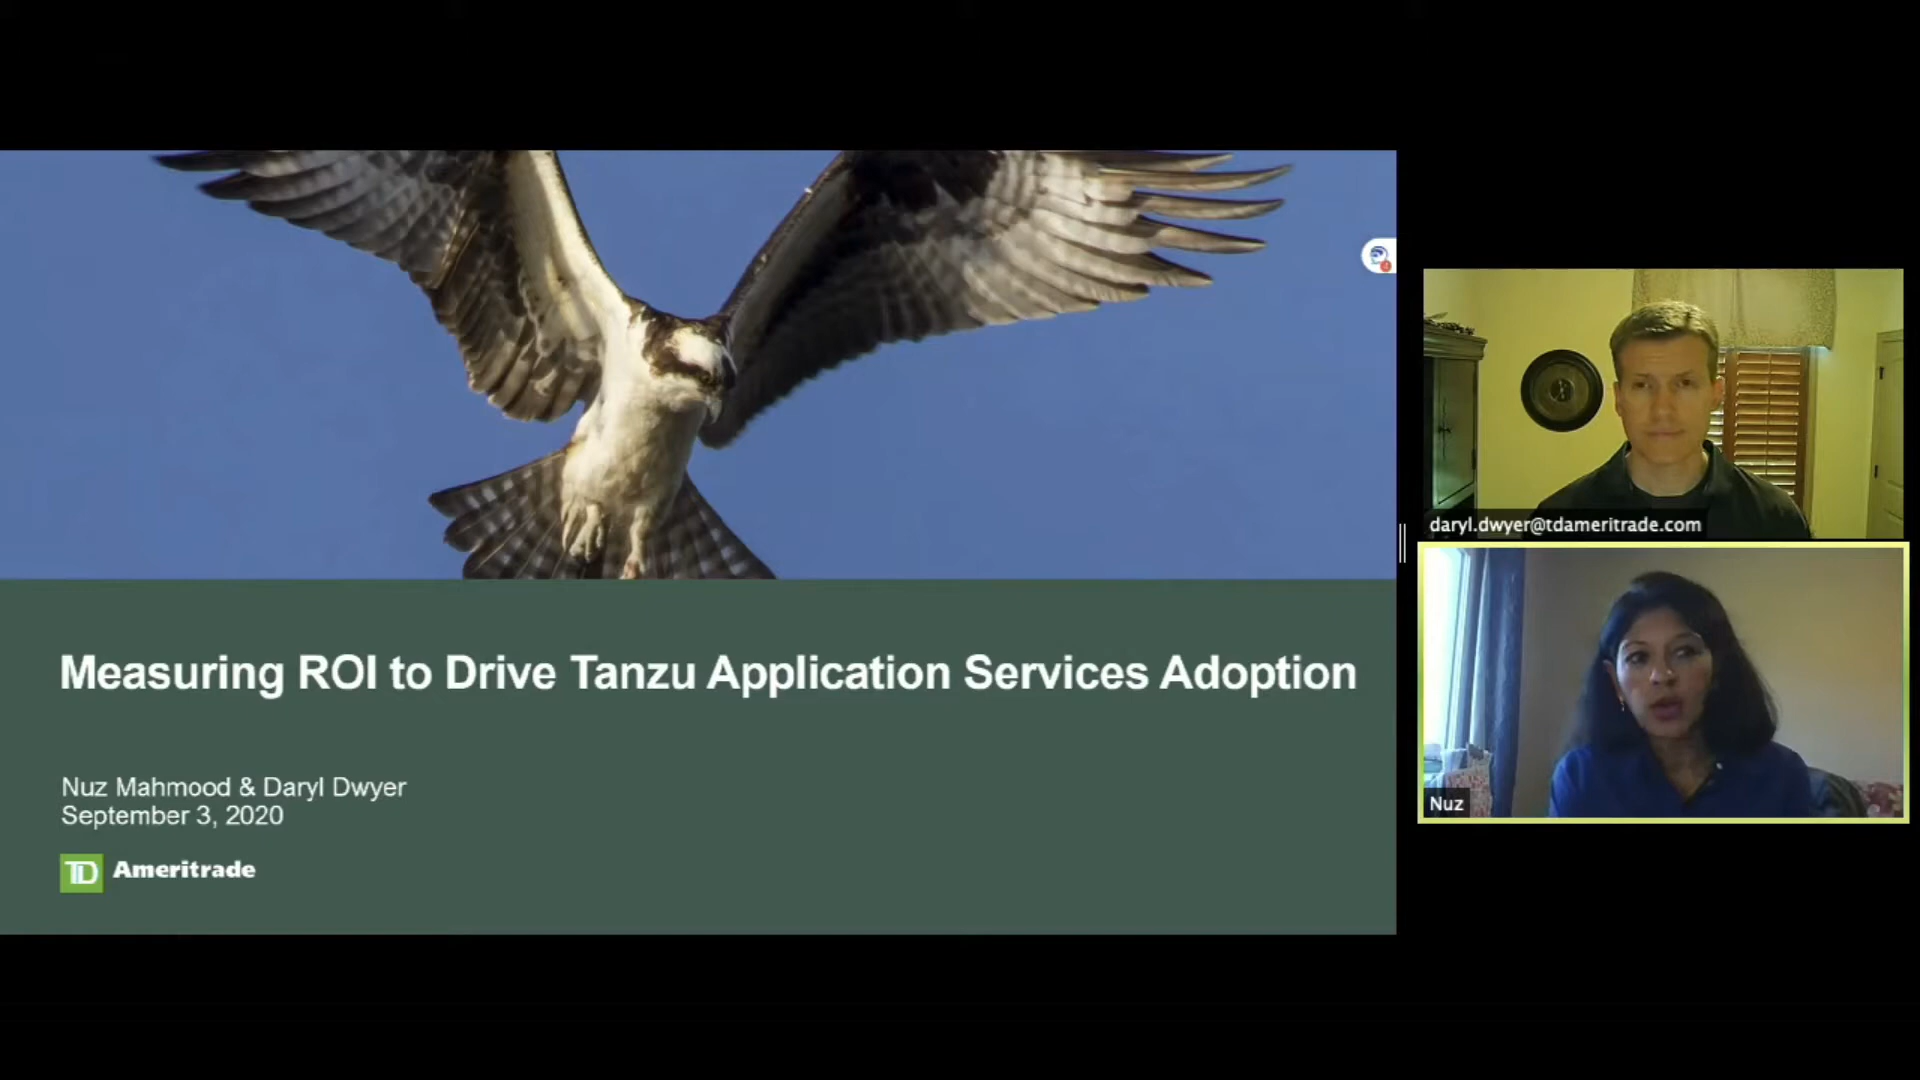 Measuring ROI to Drive Tanzu Application Services Adoption
Nuz Mahmood & Daryl Dwyer
September 3, 2020
TD Ameritrade
daryl.dwyer@tdameritrade.com
Nuz